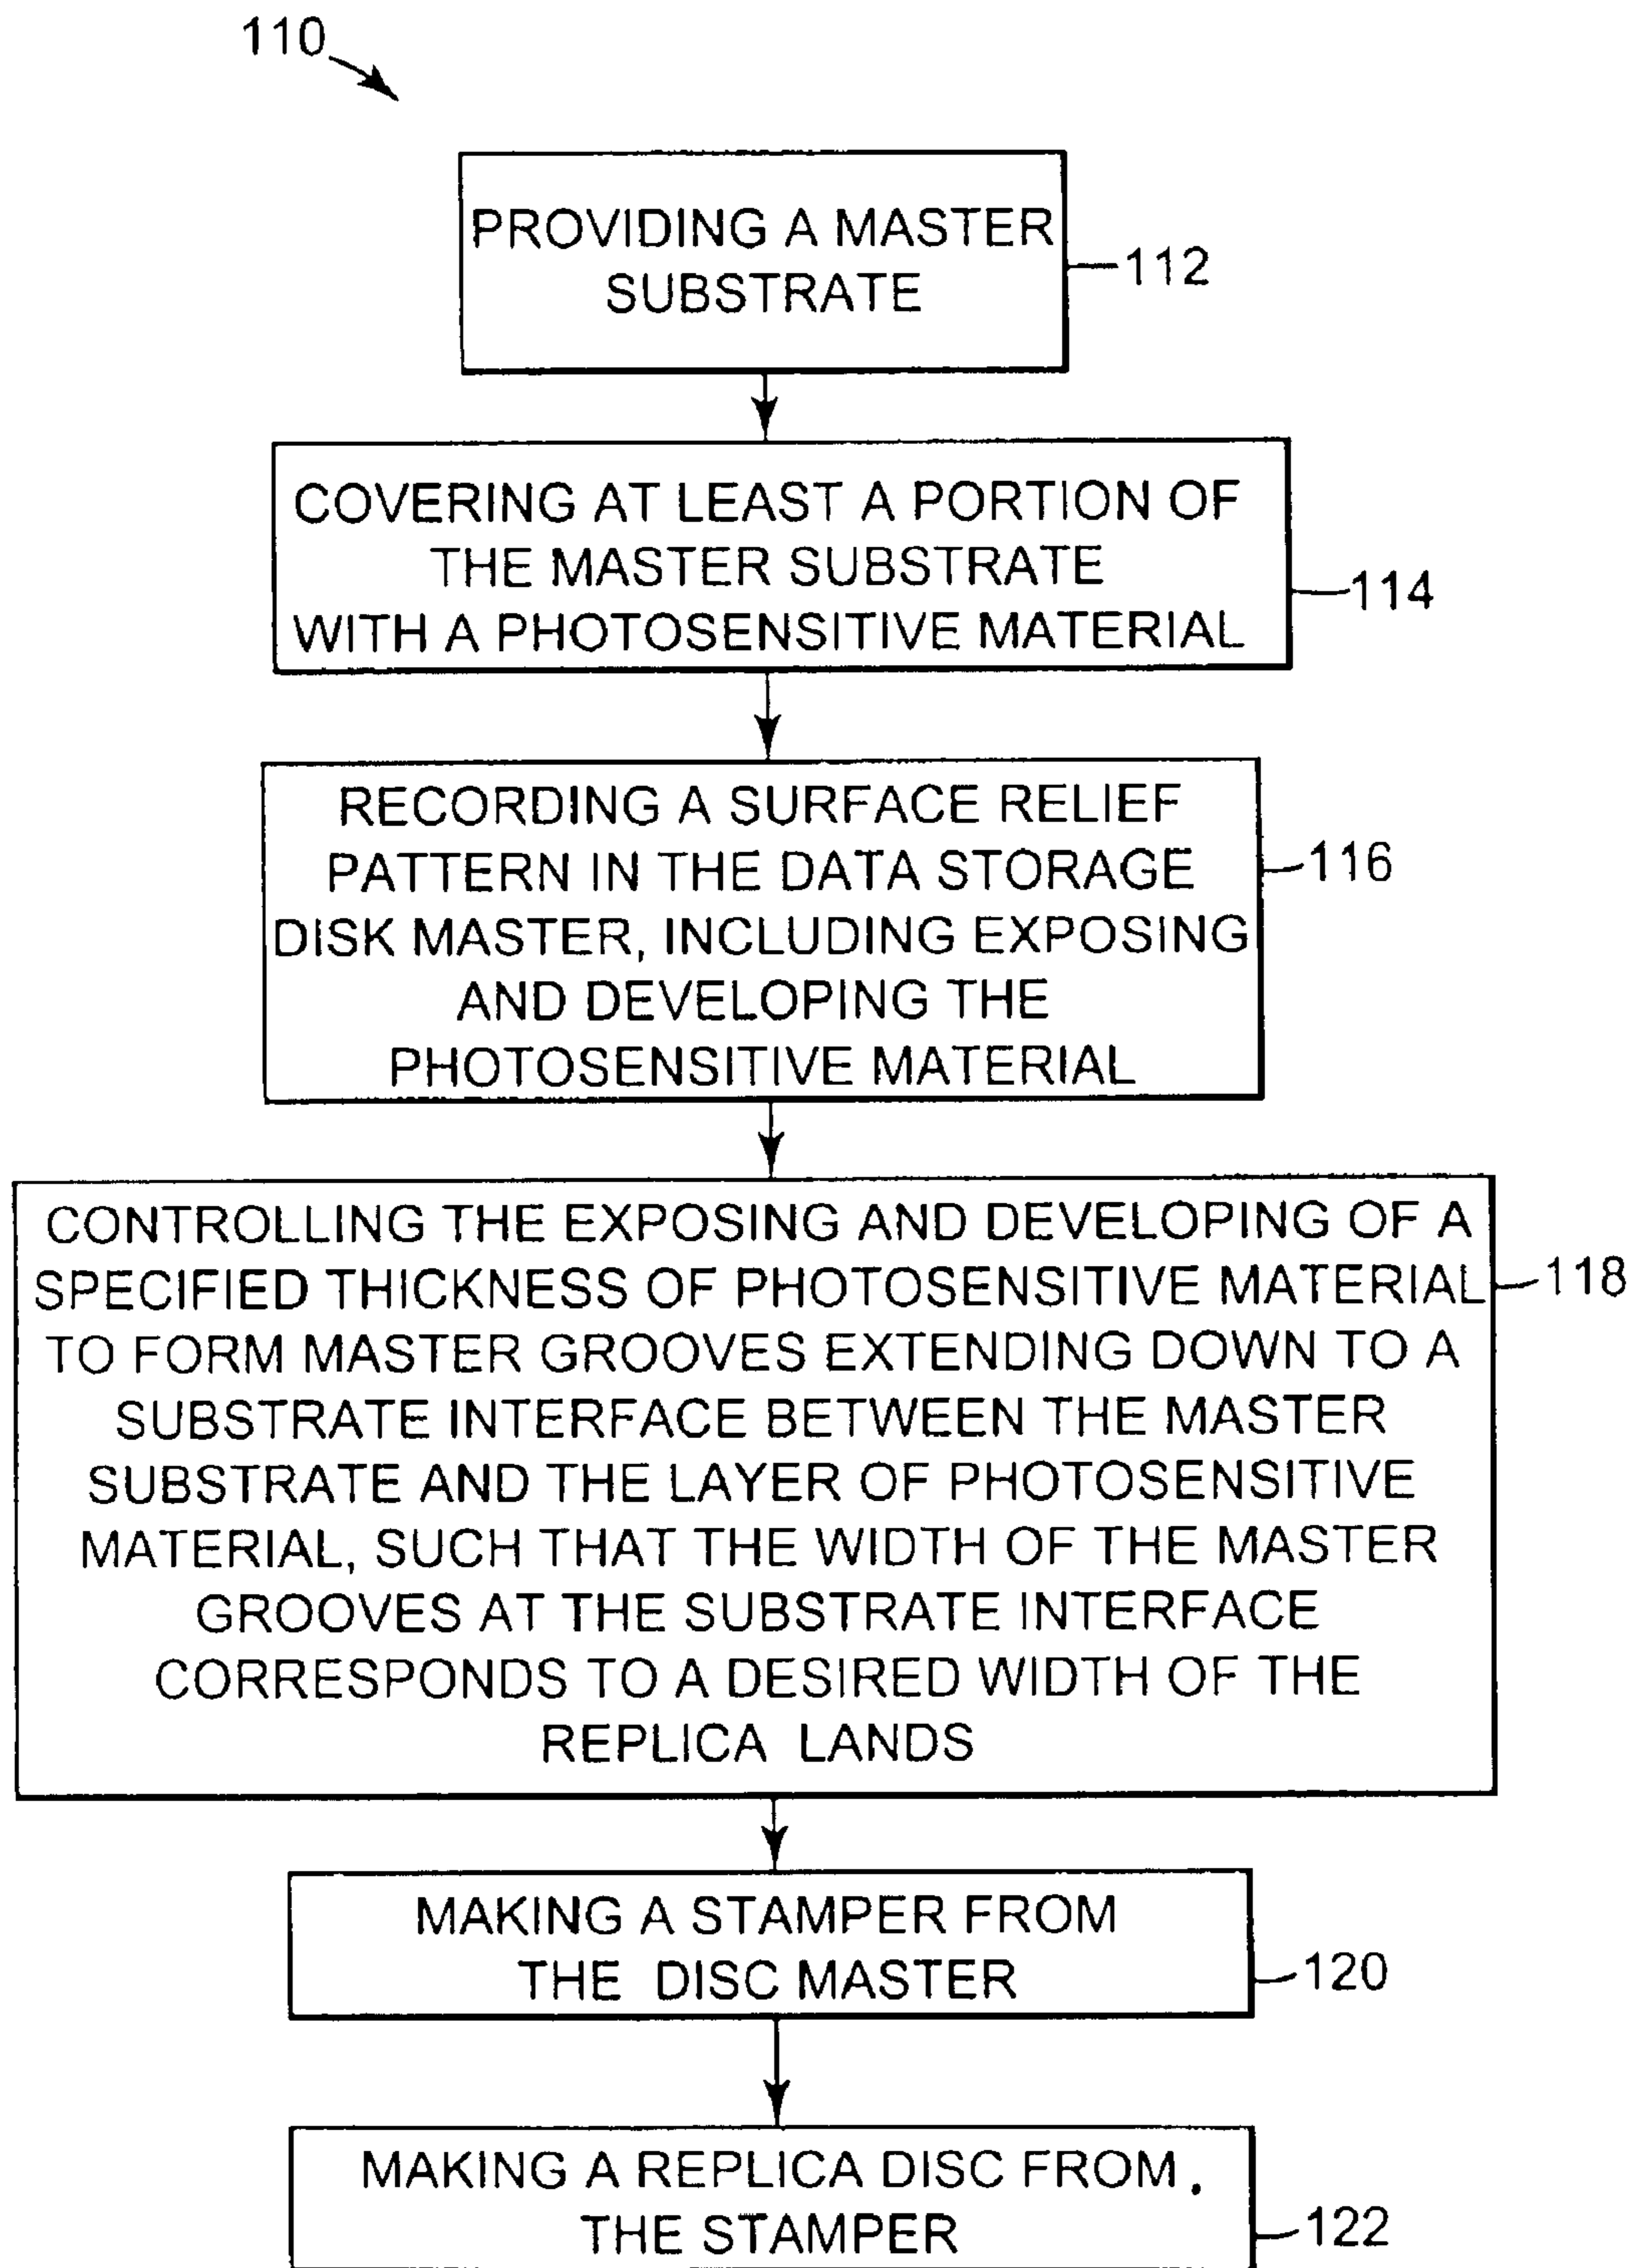 110
PROVIDING A MASTER
SUBSTRATE
112
COVERING AT LEAST A PORTION OF
THE MASTER SUBSTRATE
WITH A PHOTOSENSITIVE MATERIAL
114
RECORDING A SURFACE RELIEF
PATTERN IN THE DATA STORAGE
DISK MASTER, INCLUDING EXPOSING
AND DEVELOPING THE
PHOTOSENSITIVE MATERIAL
116
CONTROLLING THE EXPOSING AND DEVELOPING OF A
SPECIFIED THICKNESS OF PHOTOSENSITIVE MATERIAL
TO FORM MASTER GROOVES EXTENDING DOWN TO A
SUBSTRATE INTERFACE BETWEEN THE MASTER
SUBSTRATE AND THE LAYER OF PHOTOSENSITIVE
MATERIAL, SUCH THAT THE WIDTH OF THE MASTER
GROOVES AT THE SUBSTRATE INTERFACE
CORRESPONDS TO A DESIRED WIDTH OF THE
REPLICA LANDS
118
MAKING A STAMPER FROM
THE DISC MASTER
120
MAKING A REPLICA DISC FROM.
THE STAMPER
122